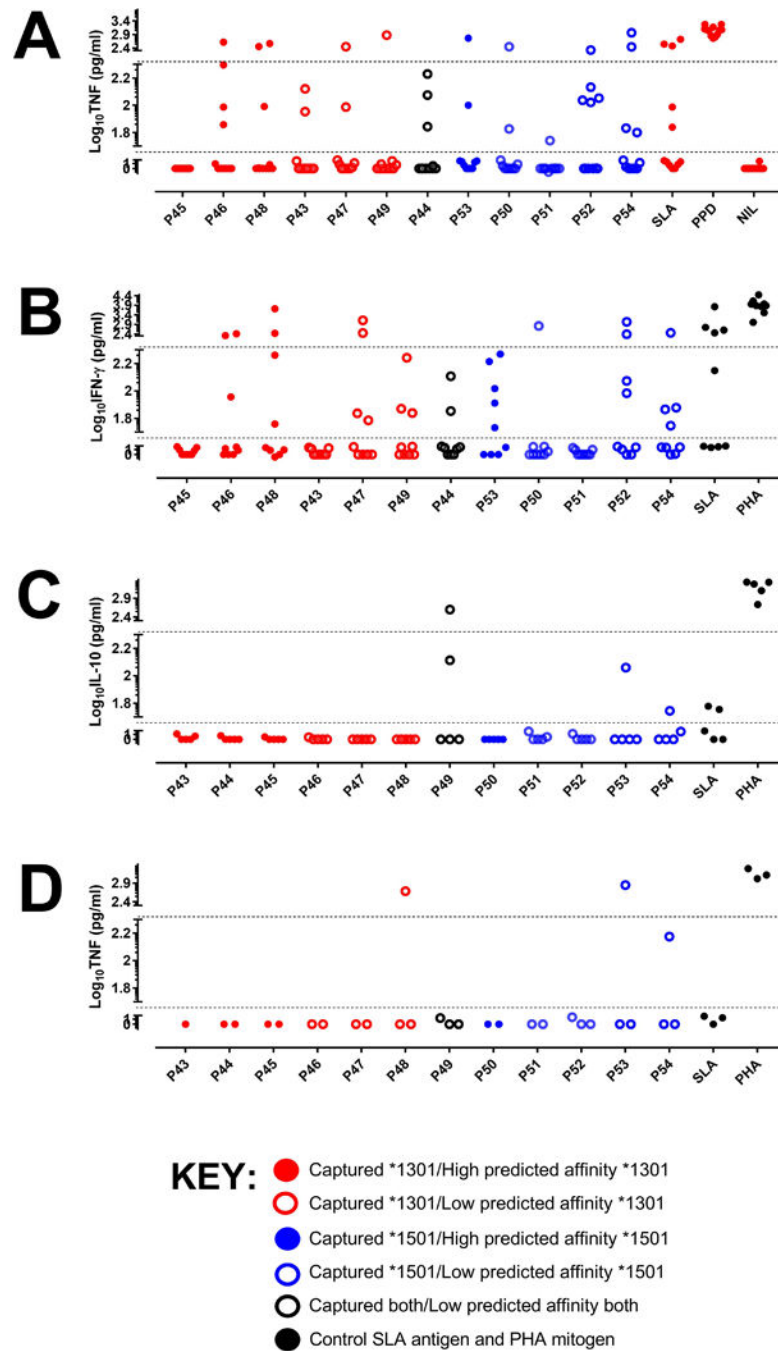 A
Log10TNF (pg/ml)
3.4
2.9
2.4
2.2
2
1.8
1
0
P45 P46 P48 P43 P47 P49 P44 P53 P50 P51 P52 P54 SLA PPD NIL
B
Log10IFN-γ (pg/ml)
4.4
3.9
3.4
2.9
2.4
2.2
2
1.8
1
0
P45 P46 P48 P43 P47 P49 P44 P53 P50 P51 P52 P54 SLA PHA
C
Log10IL-10 (pg/ml)
2.9
2.4
2.2
2
1.8
1
0
P43 P44 P45 P46 P47 P48 P49 P50 P51 P52 P53 P54 SLA PHA
D
Log10TNF (pg/ml)
2.9
2.4
2.2
2
1.8
1
0
P43 P44 P45 P46 P47 P48 P49 P50 P51 P52 P53 P54 SLA PHA
KEY:
Captured *1301/High predicted affinity *1301
Captured *1301/Low predicted affinity *1301
Captured *1501/High predicted affinity *1501
Captured *1501/Low predicted affinity *1501
Captured both/Low predicted affinity both
Control SLA antigen and PHA mitogen